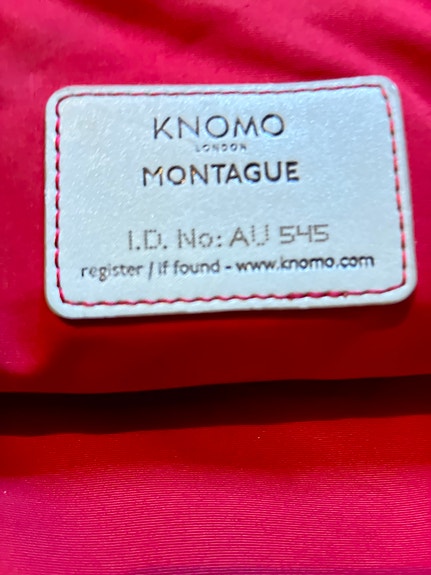 KNOMO
LONDON
MONTAGUE
I.D. No: AU 545
register / if found - www.knomo.com